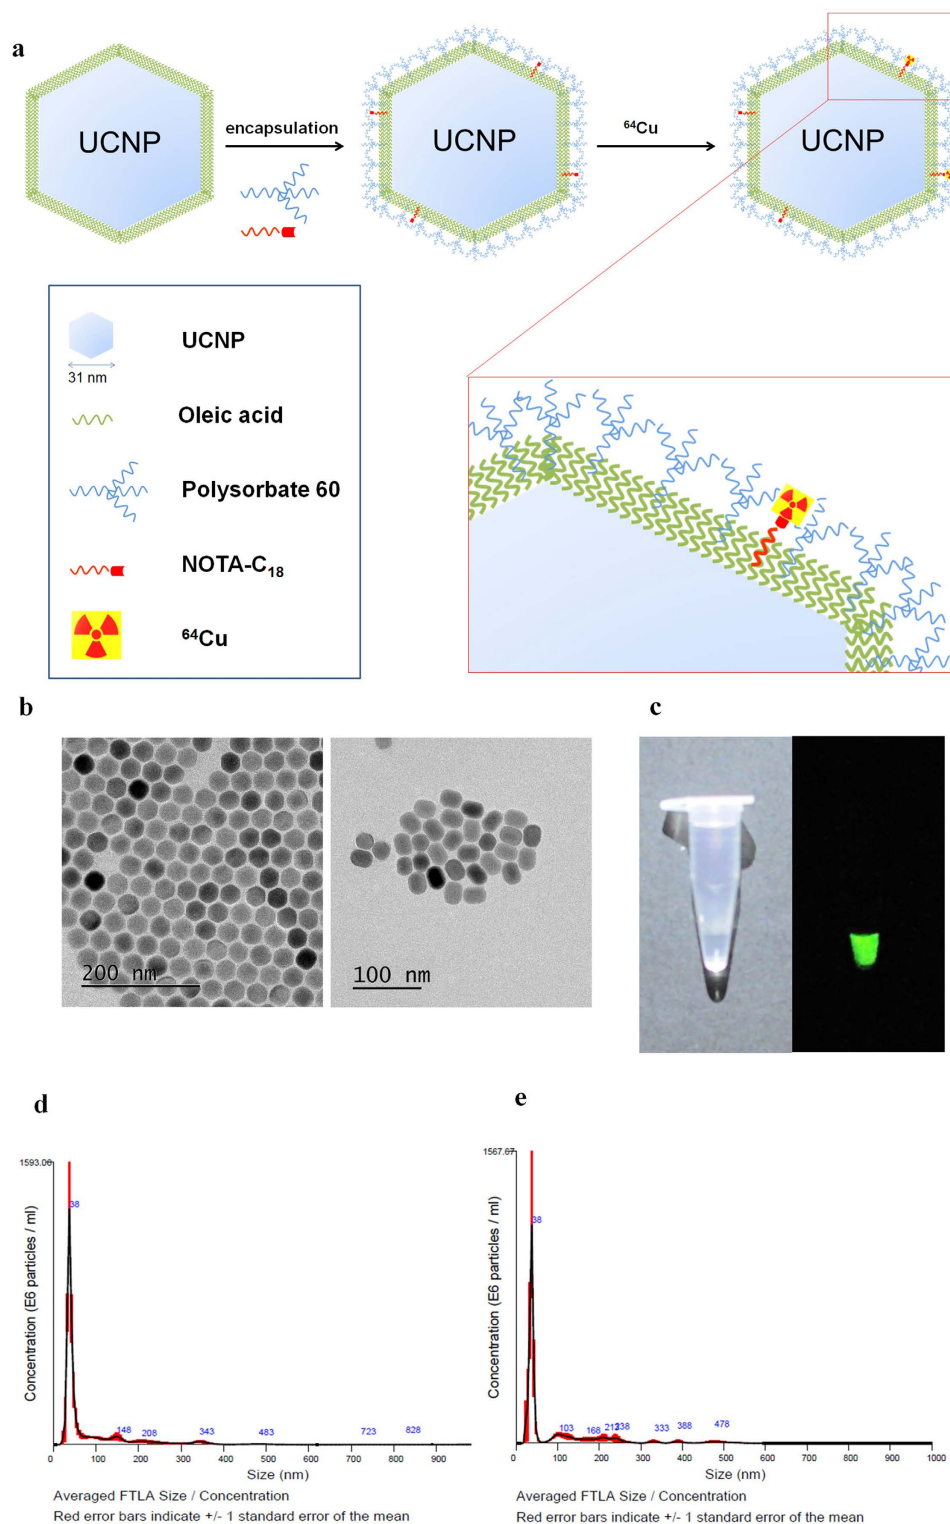 a
UCNP
encapsulation
UCNP
⁶⁴Cu
UCNP
UCNP
31 nm
Oleic acid
Polysorbate 60
NOTA-C₁₈
⁶⁴Cu
b
c
200 nm
100 nm
d
e
1593.00
38
148
208
343
483
723
828
Concentration (E6 particles / ml)
0 100 200 300 400 500 600 700 800 900
Size (nm)
Averaged FTLA Size / Concentration
Red error bars indicate +/- 1 standard error of the mean
1567.67
38
103
168
213
238
333
388
478
Concentration (E6 particles / ml)
0 100 200 300 400 500 600 700 800 900 1000
Size (nm)
Averaged FTLA Size / Concentration
Red error bars indicate +/- 1 standard error of the mean